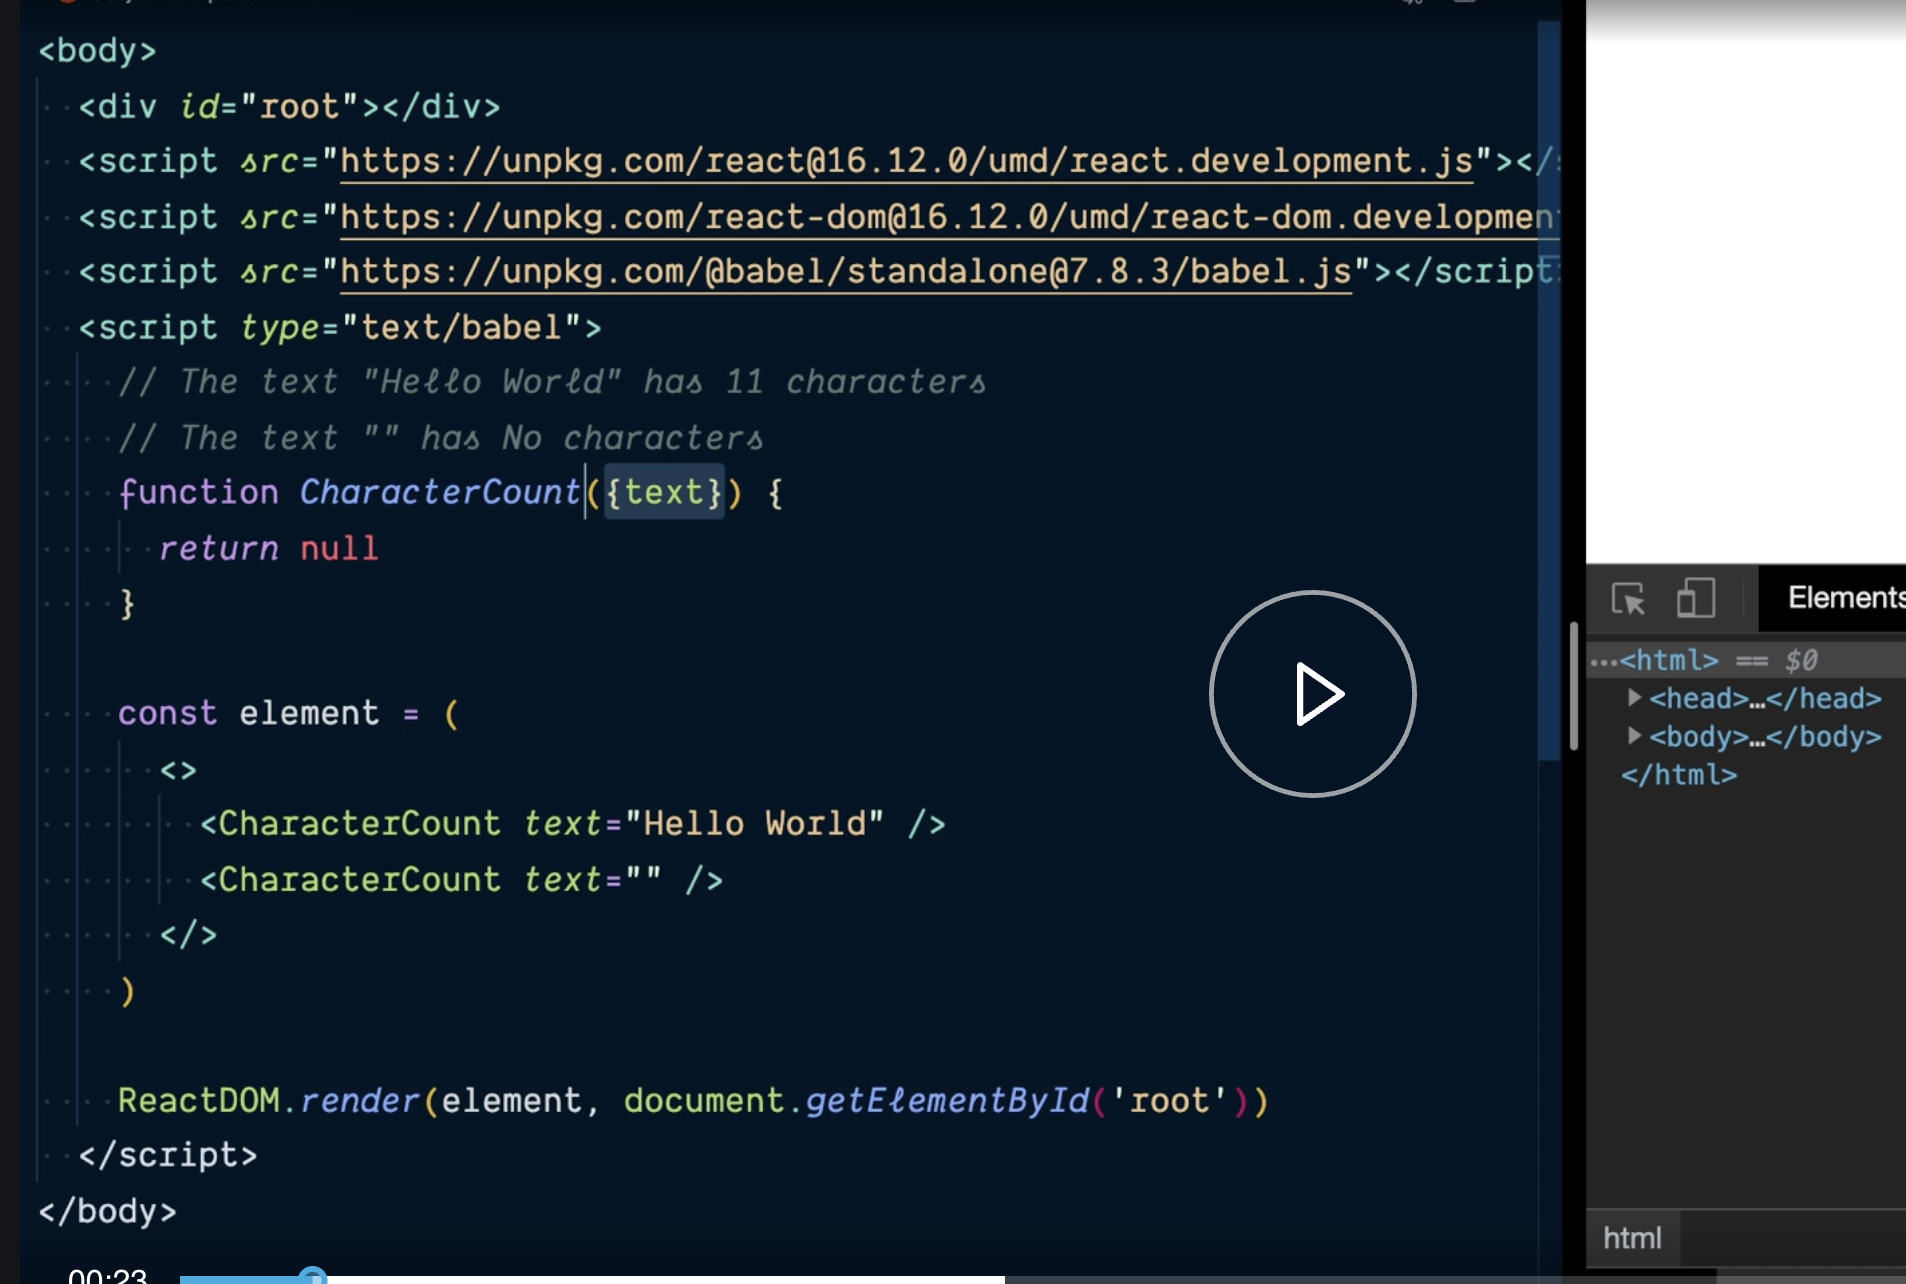 <body>
<div id="root"></div>
<script src="https://unpkg.com/react@16.12.0/umd/react.development.js"></
<script src="https://unpkg.com/react-dom@16.12.0/umd/react-dom.developmen
<script src="https://unpkg.com/@babel/standalone@7.8.3/babel.js"></script
<script type="text/babel">
// The text "Hello World" has 11 characters
// The text "" has No characters
function CharacterCount({text}) {
return null
}
const element = (
<>
<CharacterCount text="Hello World" />
<CharacterCount text="" />
</>
)
ReactDOM.render(element, document.getElementById('root'))
</script>
</body>
00:23
Elements
…<html> == $0
<head>…</head>
<body>…</body>
</html>
html